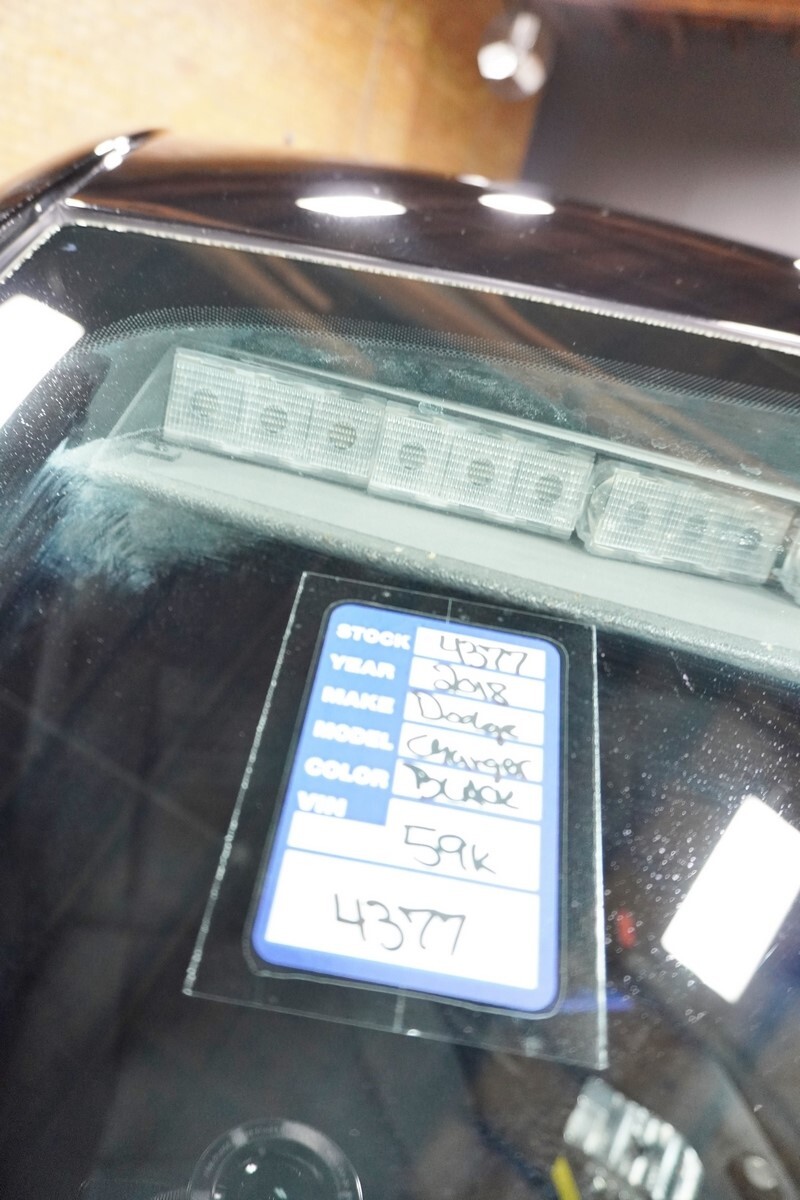 STOCK 4377
YEAR 2018
MAKE Dodge
MODEL Charger
COLOR BLACK
VIN
59K
4377